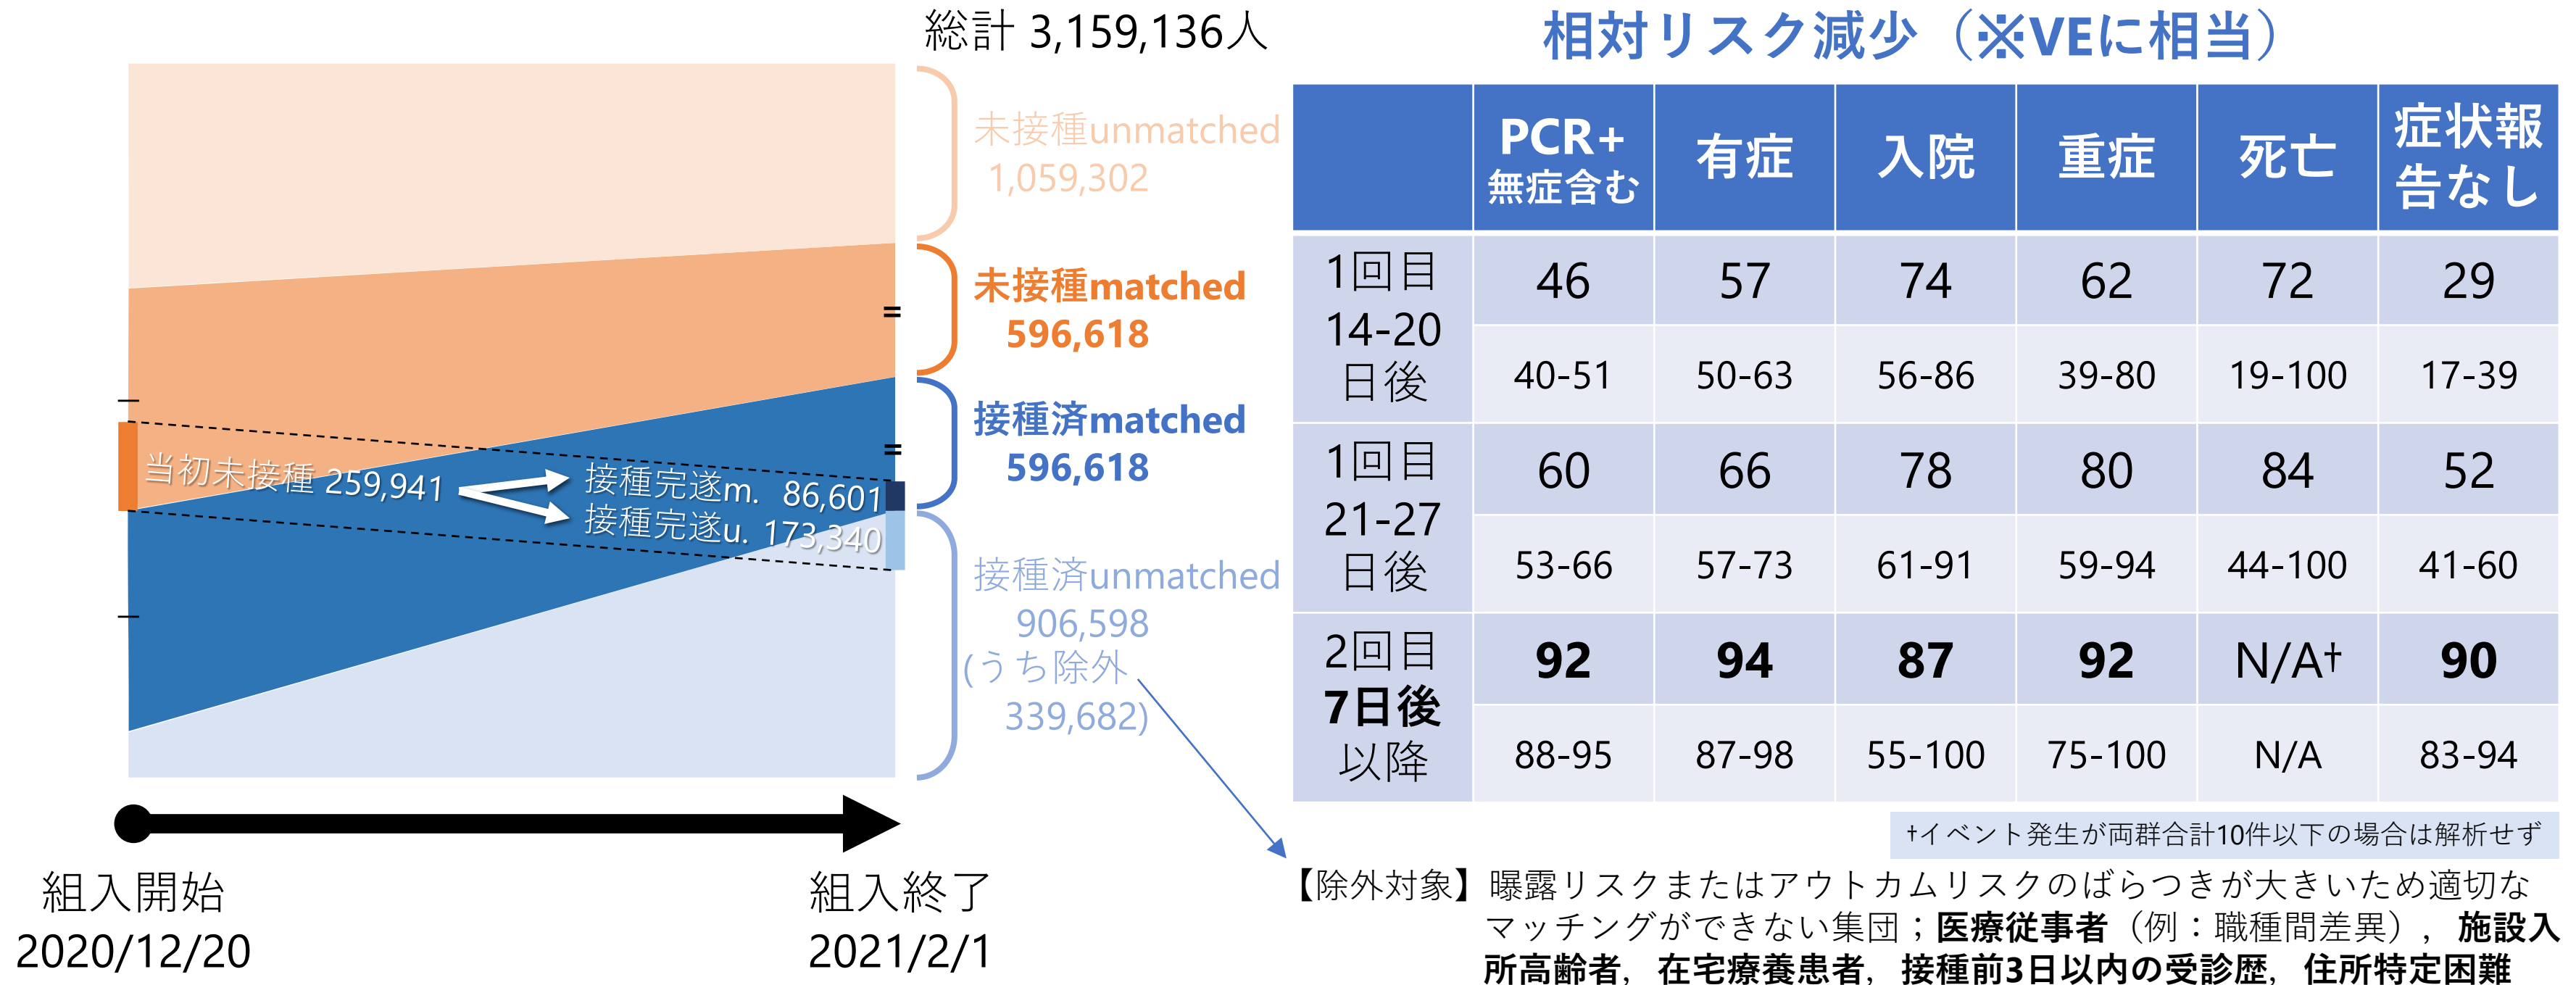 総計 3,159,136人
未接種unmatched
1,059,302
未接種matched
596,618
接種済matched
596,618
接種済unmatched
906,598
(うち除外
339,682)
=
=
当初未接種 259,941
接種完遂m. 86,601
接種完遂u. 173,340
組入開始
2020/12/20
組入終了
2021/2/1
相対リスク減少（※VEに相当）
PCR+
無症含む
有症
入院
重症
死亡
症状報
告なし
1回目
14-20
日後
46 57 74 62 72 29
40-51 50-63 56-86 39-80 19-100 17-39
1回目
21-27
日後
60 66 78 80 84 52
53-66 57-73 61-91 59-94 44-100 41-60
2回目
7日後
以降
92 94 87 92 N/A† 90
88-95 87-98 55-100 75-100 N/A 83-94
†イベント発生が両群合計10件以下の場合は解析せず
【除外対象】曝露リスクまたはアウトカムリスクのばらつきが大きいため適切な
マッチングができない集団；医療従事者（例：職種間差異），施設入
所高齢者，在宅療養患者，接種前3日以内の受診歴，住所特定困難